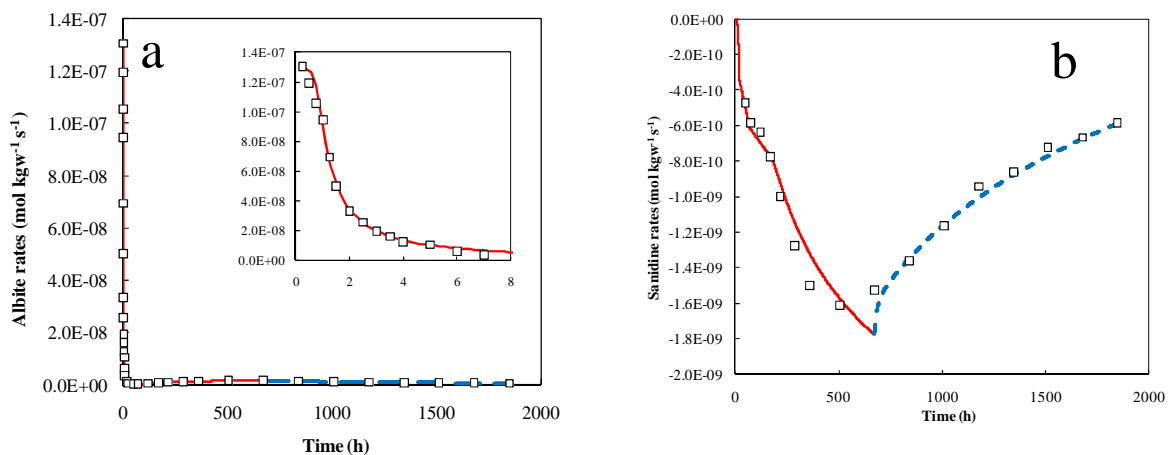 a
Albite rates (mol kgw-1 s-1)
1.4E-07
1.2E-07
1.0E-07
8.0E-08
6.0E-08
4.0E-08
2.0E-08
0.0E+00
0
500
1000
1500
2000
Time (h)
1.4E-07
1.2E-07
1.0E-07
8.0E-08
6.0E-08
4.0E-08
2.0E-08
0.0E+00
0
2
4
6
8
b
Sanidine rates (mol kgw-1 s-1)
0.0E+00
-2.0E-10
-4.0E-10
-6.0E-10
-8.0E-10
-1.0E-09
-1.2E-09
-1.4E-09
-1.6E-09
-1.8E-09
-2.0E-09
0
500
1000
1500
2000
Time (h)